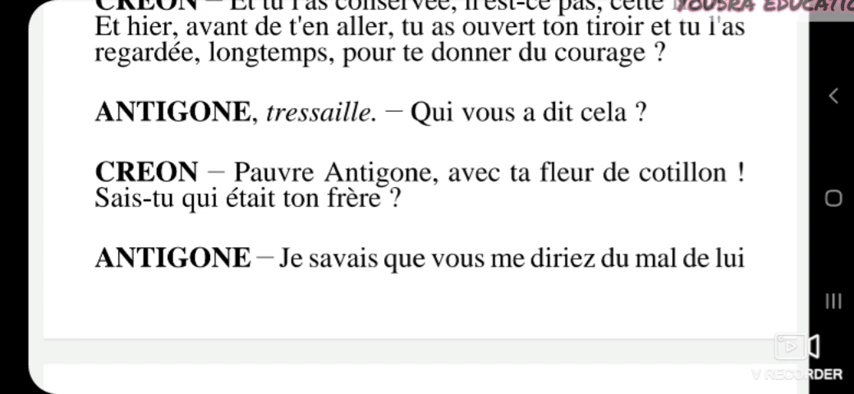 CREON – Et tu l'as conservée, n'est-ce pas, cette YOUSRA EDUCATIO
Et hier, avant de t'en aller, tu as ouvert ton tiroir et tu l'as
regardée, longtemps, pour te donner du courage ?
ANTIGONE, tressaille. – Qui vous a dit cela ?
CREON – Pauvre Antigone, avec ta fleur de cotillon !
Sais-tu qui était ton frère ?
ANTIGONE – Je savais que vous me diriez du mal de lui
V RECORDER